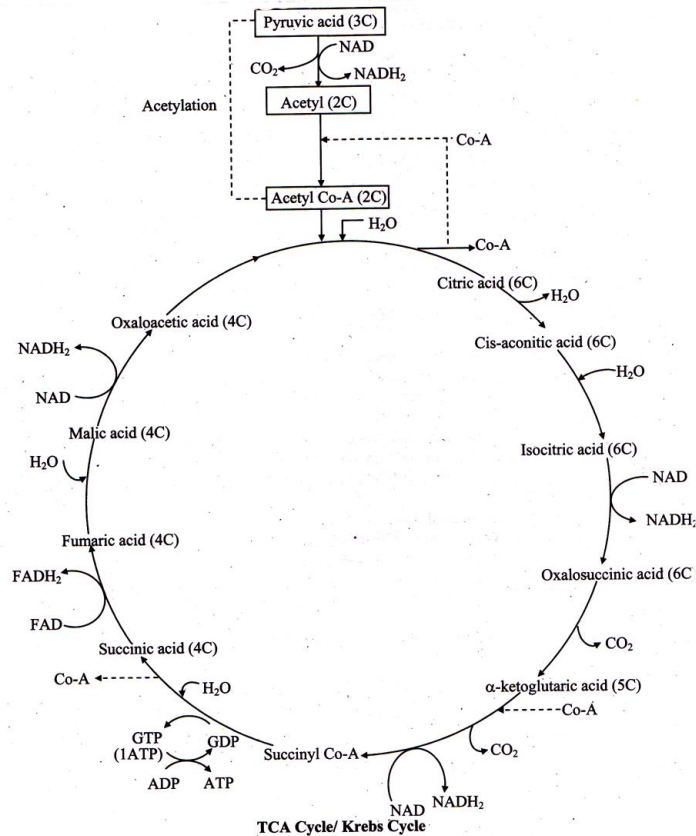 Pyruvic acid (3C)
NAD
CO₂
NADH₂
Acetyl (2C)
Acetylation
Co-A
Acetyl Co-A (2C)
H₂O
Co-A
Citric acid (6C)
H₂O
Oxaloacetic acid (4C)
Cis-aconitic acid (6C)
NADH₂
H₂O
NAD
Malic acid (4C)
Isocitric acid (6C)
H₂O
NAD
NADH₂
Fumaric acid (4C)
FADH₂
Oxalosuccinic acid (6C
FAD
CO₂
Succinic acid (4C)
Co-A
H₂O
α-ketoglutaric acid (5C)
Co-A
GTP
(1ATP)
GDP
CO₂
Succinyl Co-A
ADP
ATP
NAD
NADH₂
TCA Cycle/ Krebs Cycle